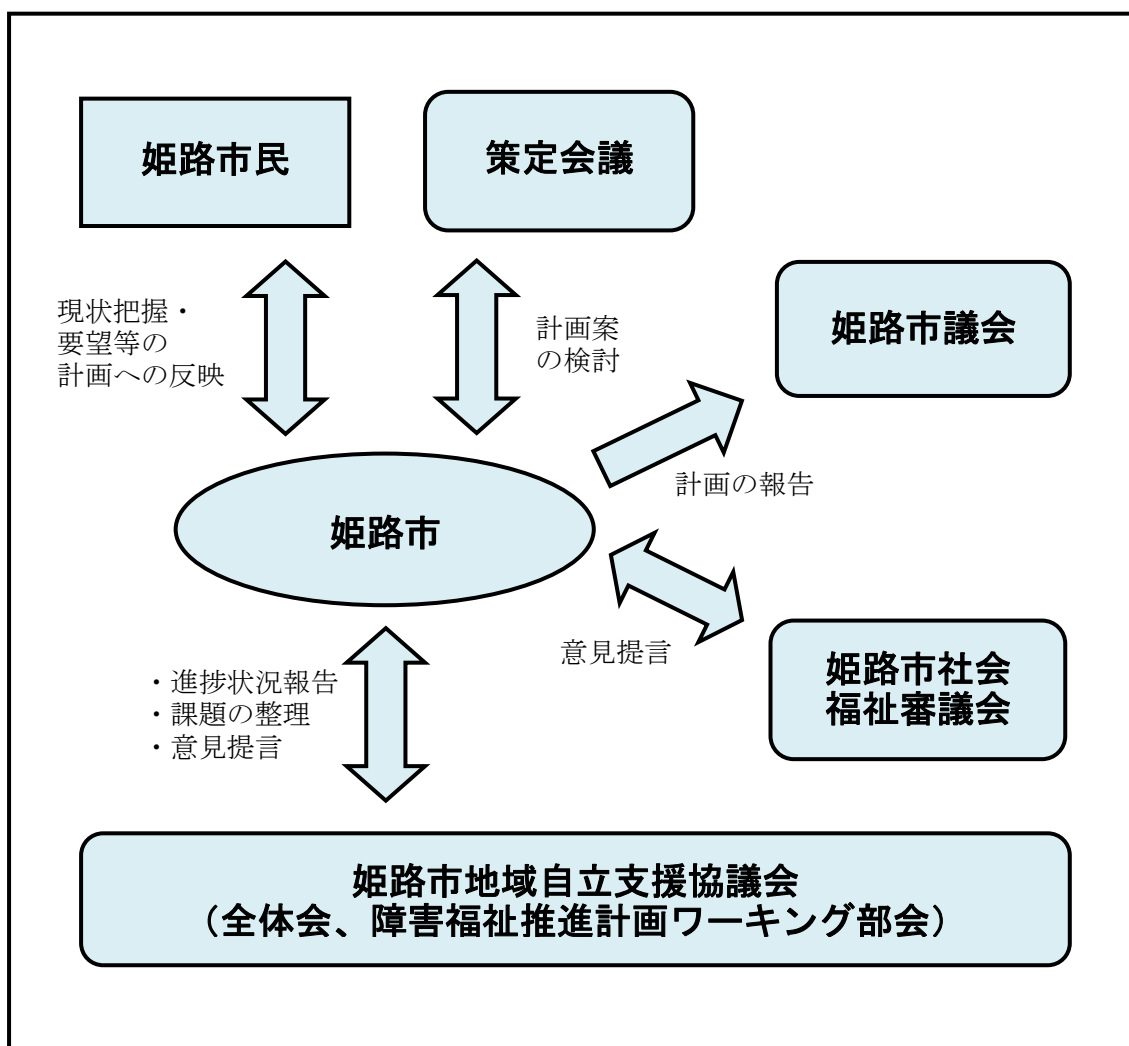 姫路市民
策定会議
現状把握・
要望等の
計画への反映
計画案
の検討
姫路市議会
計画の報告
姫路市
意見提言
姫路市社会
福祉審議会
・進捗状況報告
・課題の整理
・意見提言
姫路市地域自立支援協議会
（全体会、障害福祉推進計画ワーキング部会）